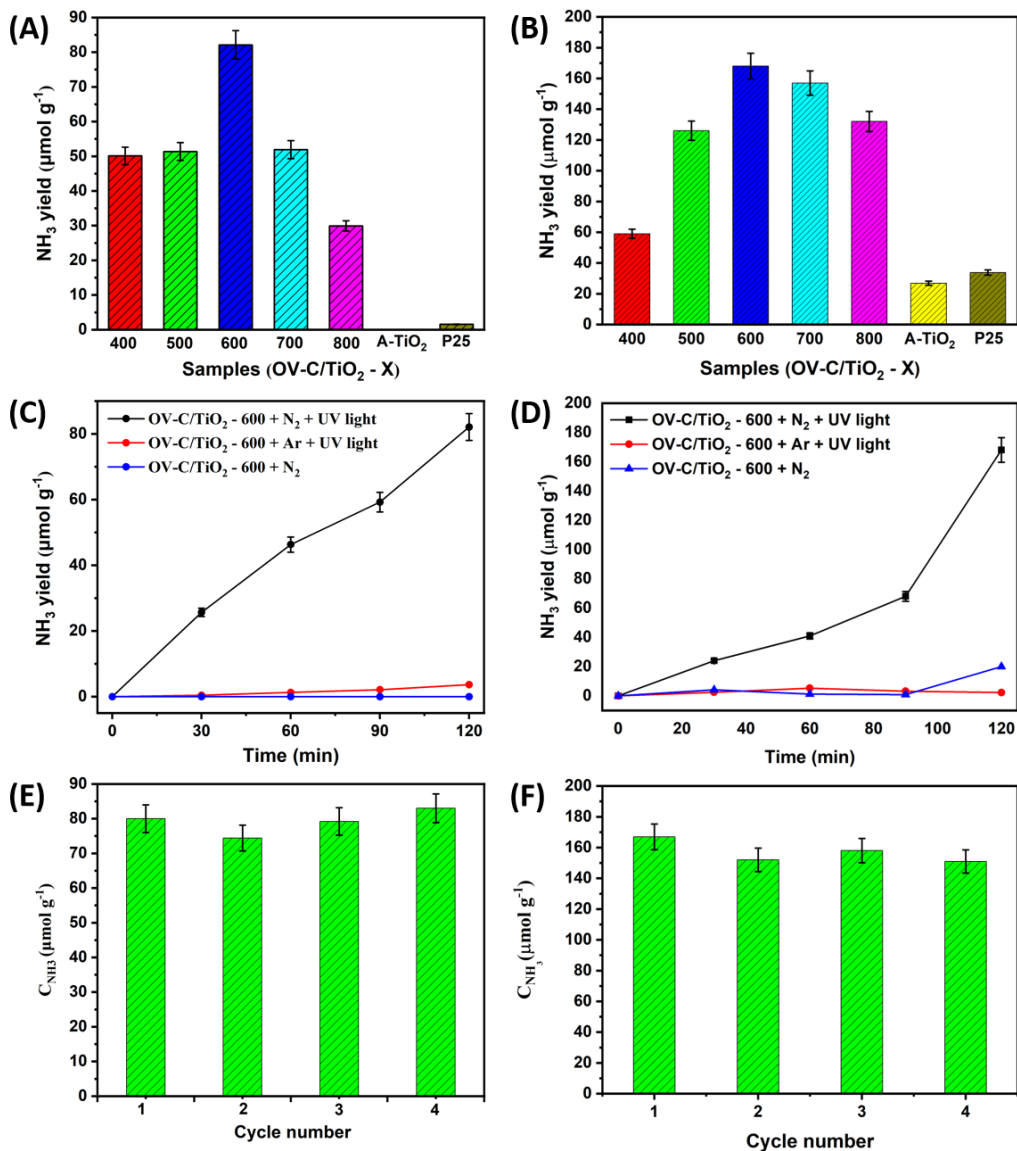 (A)
NH₃ yield (μmol g⁻¹)
90
80
70
60
50
40
30
20
10
0
400 500 600 700 800 A-TiO₂ P25
Samples (OV-C/TiO₂ - X)
(B)
NH₃ yield (μmol g⁻¹)
200
180
160
140
120
100
80
60
40
20
0
400 500 600 700 800 A-TiO₂ P25
Samples (OV-C/TiO₂ - X)
(C)
OV-C/TiO₂ - 600 + N₂ + UV light
OV-C/TiO₂ - 600 + Ar + UV light
OV-C/TiO₂ - 600 + N₂
NH₃ yield (μmol g⁻¹)
80
60
40
20
0
0 30 60 90 120
Time (min)
(D)
OV-C/TiO₂ - 600 + N₂ + UV light
OV-C/TiO₂ - 600 + Ar + UV light
OV-C/TiO₂ - 600 + N₂
NH₃ yield (μmol g⁻¹)
200
180
160
140
120
100
80
60
40
20
0
0 20 40 60 80 100 120
Time (min)
(E)
C_NH3 (μmol g⁻¹)
90
80
70
60
50
40
30
20
10
0
1 2 3 4
Cycle number
(F)
C_NH₃ (μmol g⁻¹)
200
180
160
140
120
100
80
60
40
20
0
1 2 3 4
Cycle number